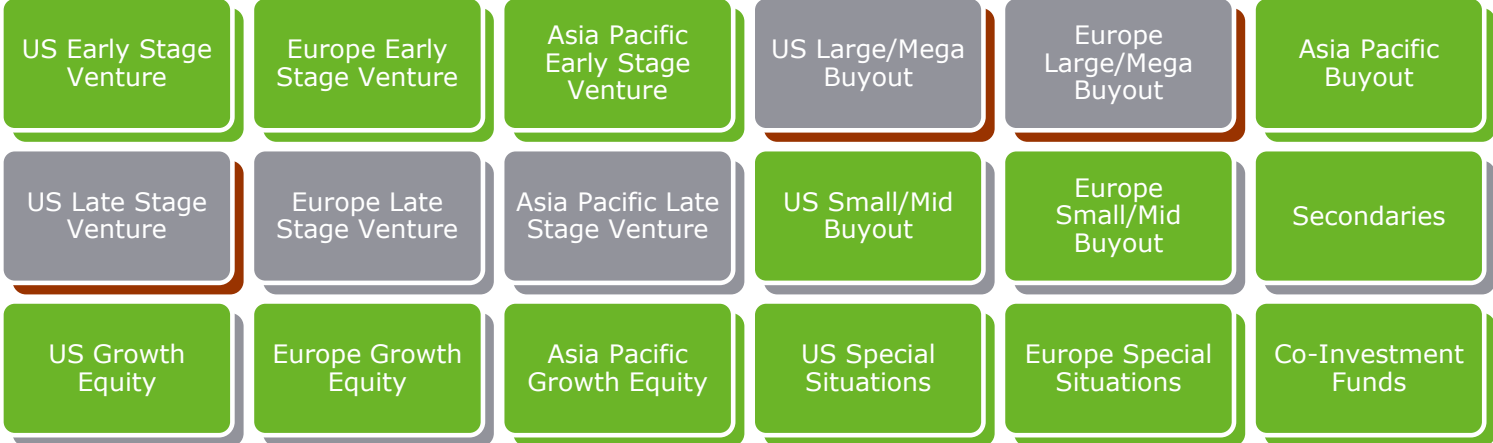 US Early Stage
Venture
Europe Early
Stage Venture
Asia Pacific
Early Stage
Venture
US Large/Mega
Buyout
Europe
Large/Mega
Buyout
Asia Pacific
Buyout
US Late Stage
Venture
Europe Late
Stage Venture
Asia Pacific Late
Stage Venture
US Small/Mid
Buyout
Europe
Small/Mid
Buyout
Secondaries
US Growth
Equity
Europe Growth
Equity
Asia Pacific
Growth Equity
US Special
Situations
Europe Special
Situations
Co-Investment
Funds